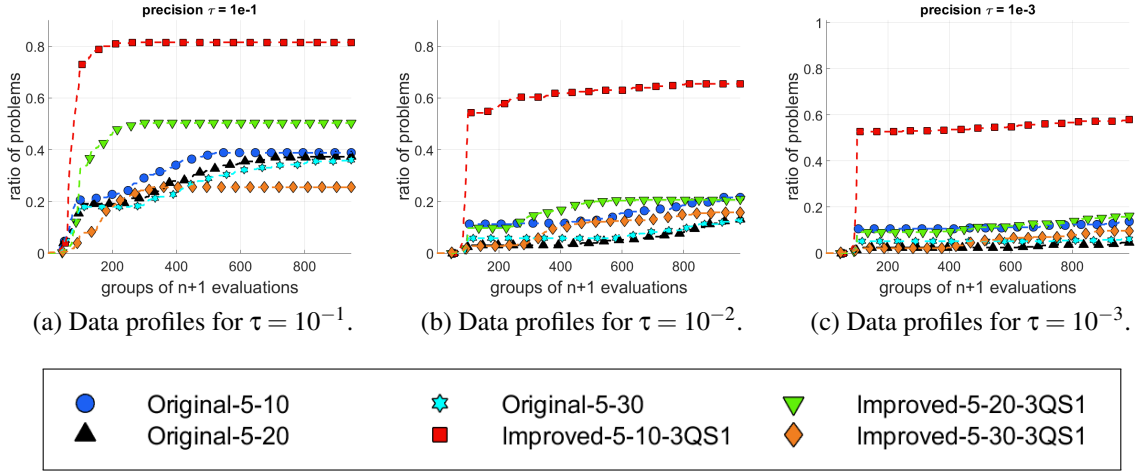 precision τ = 1e-1
precision τ = 1e-3
ratio of problems
0.8
0.6
0.4
0.2
0
200
400
600
800
groups of n+1 evaluations
ratio of problems
0.8
0.6
0.4
0.2
0
200
400
600
800
groups of n+1 evaluations
ratio of problems
1
0.8
0.6
0.4
0.2
0
200
400
600
800
groups of n+1 evaluations
(a) Data profiles for τ = 10⁻¹.
(b) Data profiles for τ = 10⁻².
(c) Data profiles for τ = 10⁻³.
Original-5-10
Original-5-20
Original-5-30
Improved-5-10-3QS1
Improved-5-20-3QS1
Improved-5-30-3QS1